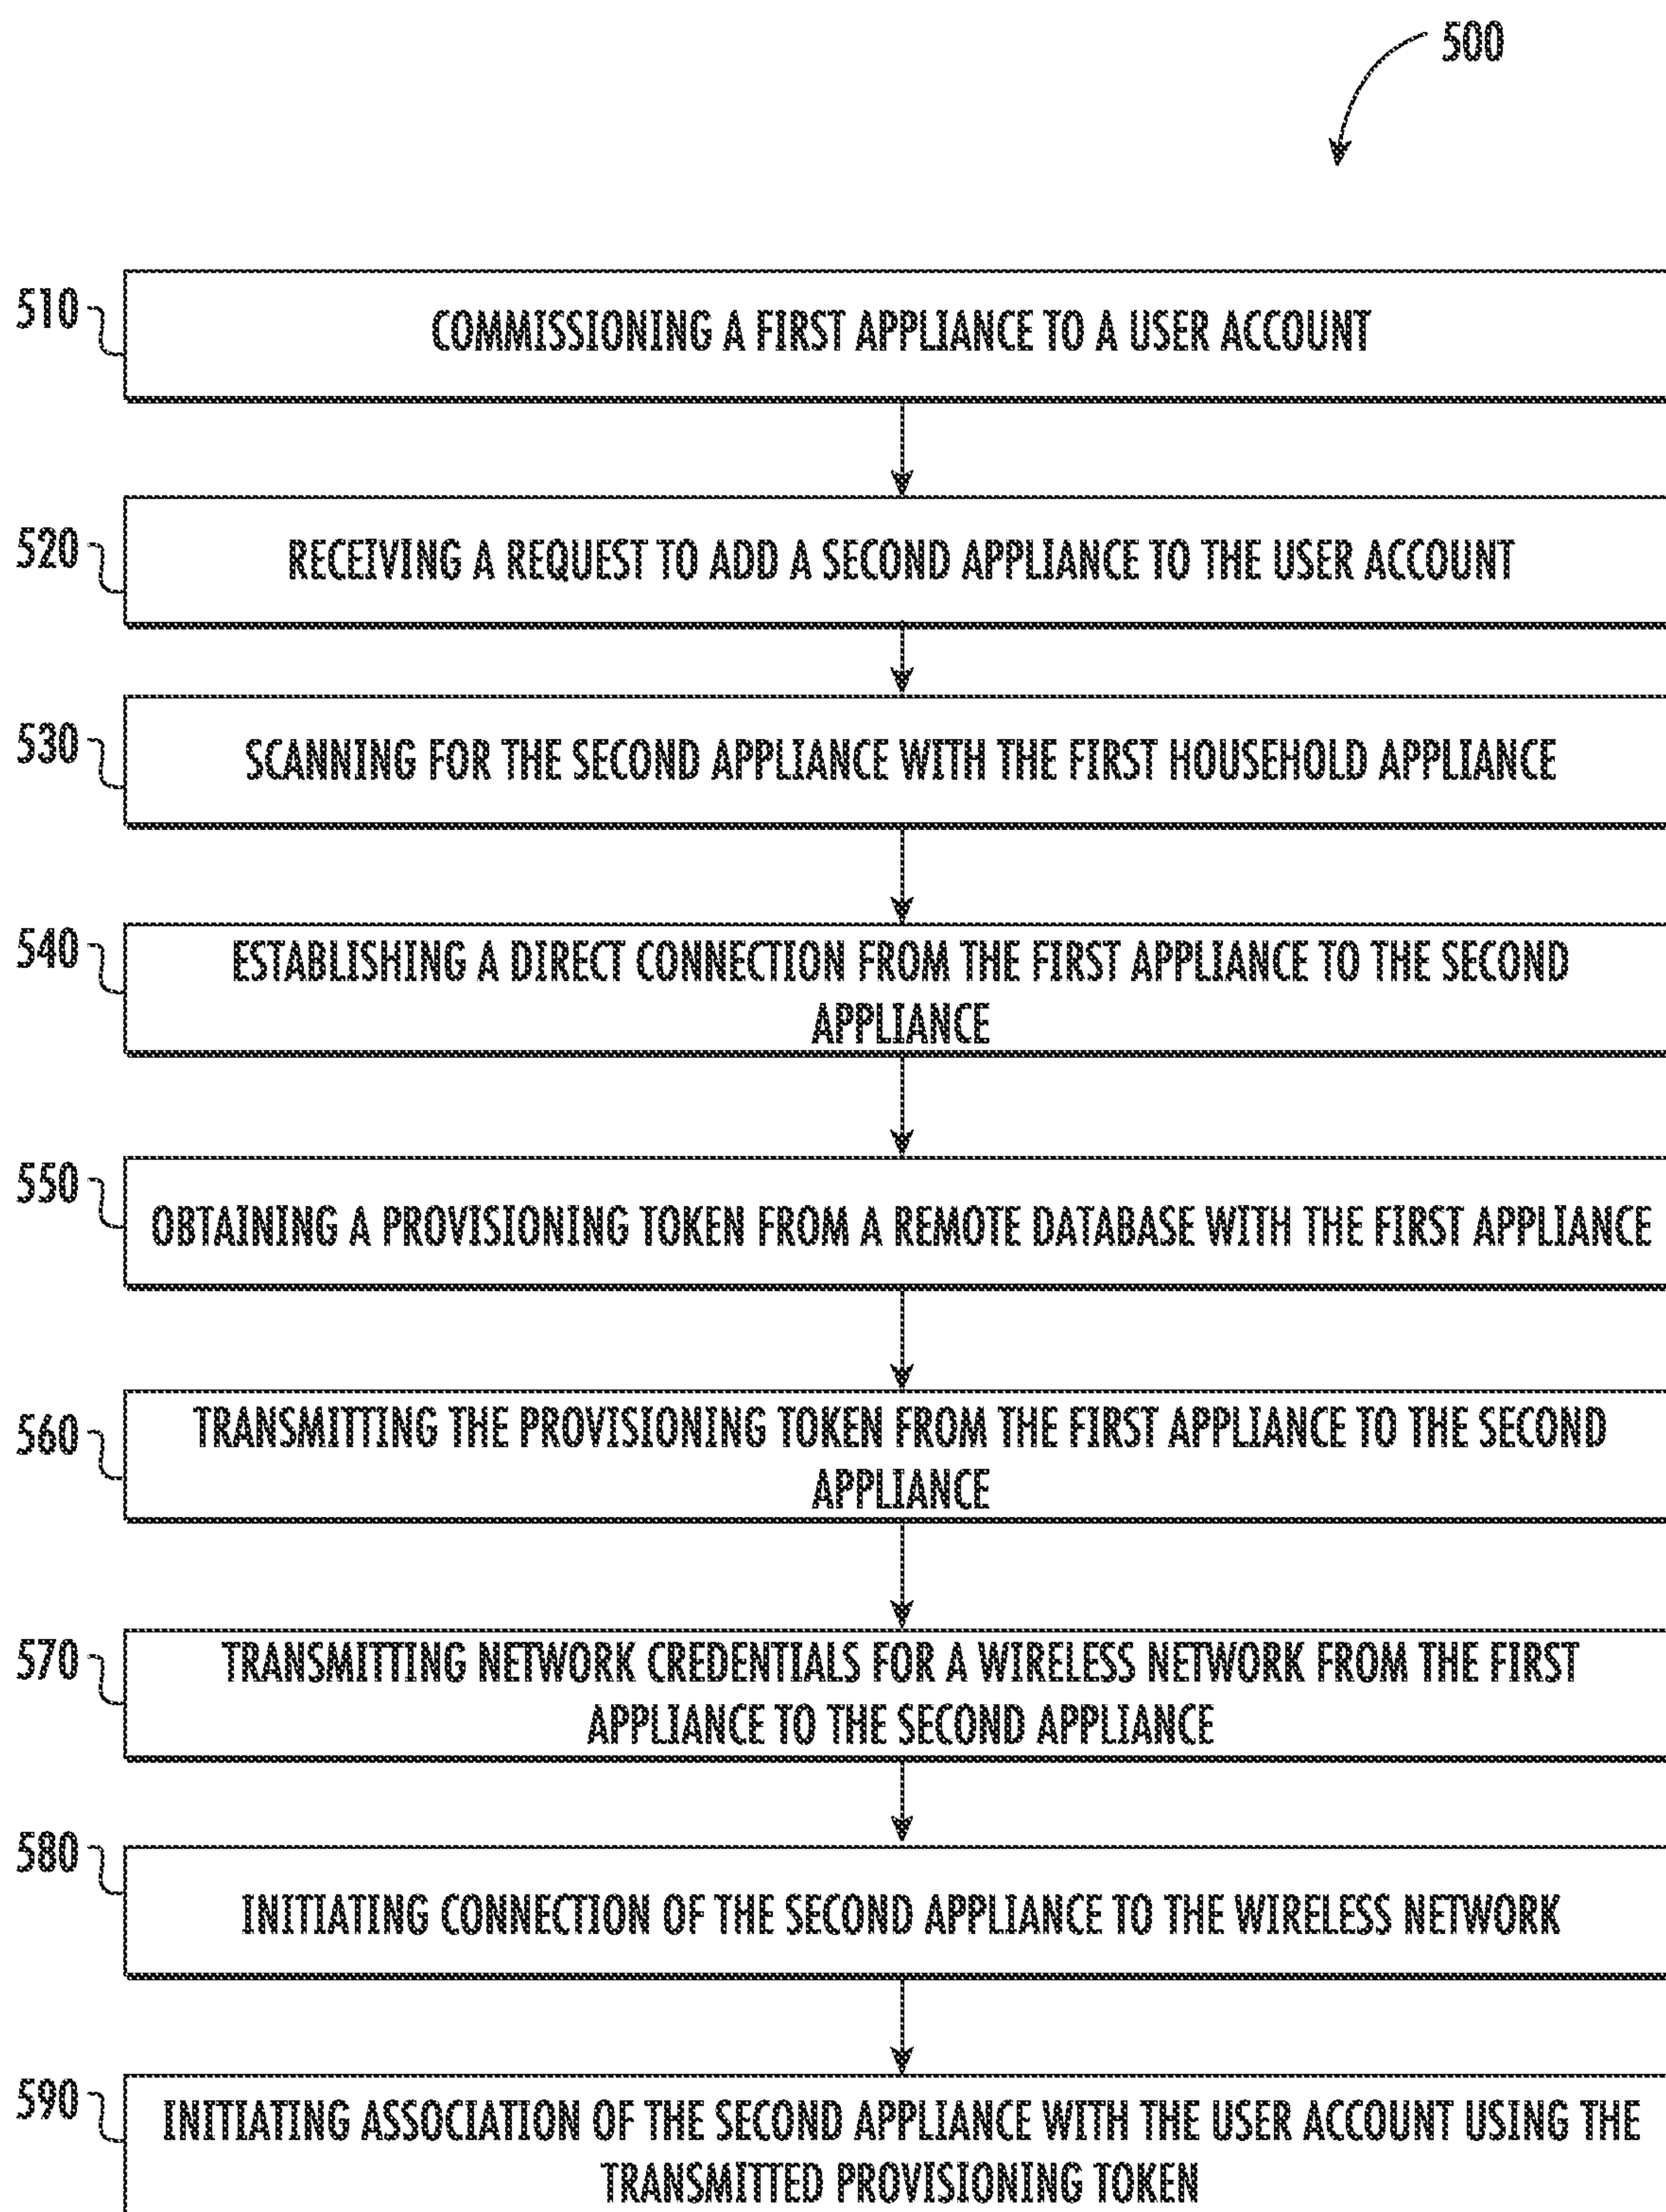 500
510
COMMISSIONING A FIRST APPLIANCE TO A USER ACCOUNT
520
RECEIVING A REQUEST TO ADD A SECOND APPLIANCE TO THE USER ACCOUNT
530
SCANNING FOR THE SECOND APPLIANCE WITH THE FIRST HOUSEHOLD APPLIANCE
540
ESTABLISHING A DIRECT CONNECTION FROM THE FIRST APPLIANCE TO THE SECOND
APPLIANCE
550
OBTAINING A PROVISIONING TOKEN FROM A REMOTE DATABASE WITH THE FIRST APPLIANCE
560
TRANSMITTING THE PROVISIONING TOKEN FROM THE FIRST APPLIANCE TO THE SECOND
APPLIANCE
570
TRANSMITTING NETWORK CREDENTIALS FOR A WIRELESS NETWORK FROM THE FIRST
APPLIANCE TO THE SECOND APPLIANCE
580
INITIATING CONNECTION OF THE SECOND APPLIANCE TO THE WIRELESS NETWORK
590
INITIATING ASSOCIATION OF THE SECOND APPLIANCE WITH THE USER ACCOUNT USING THE
TRANSMITTED PROVISIONING TOKEN